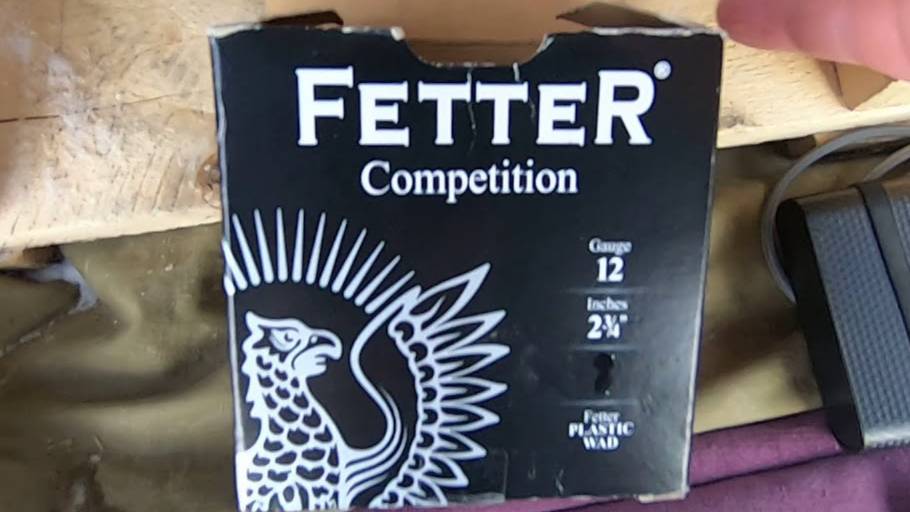 FETTER®
Competition
Gauge
12
Inches
2¾"
Fetter
PLASTIC
WAD